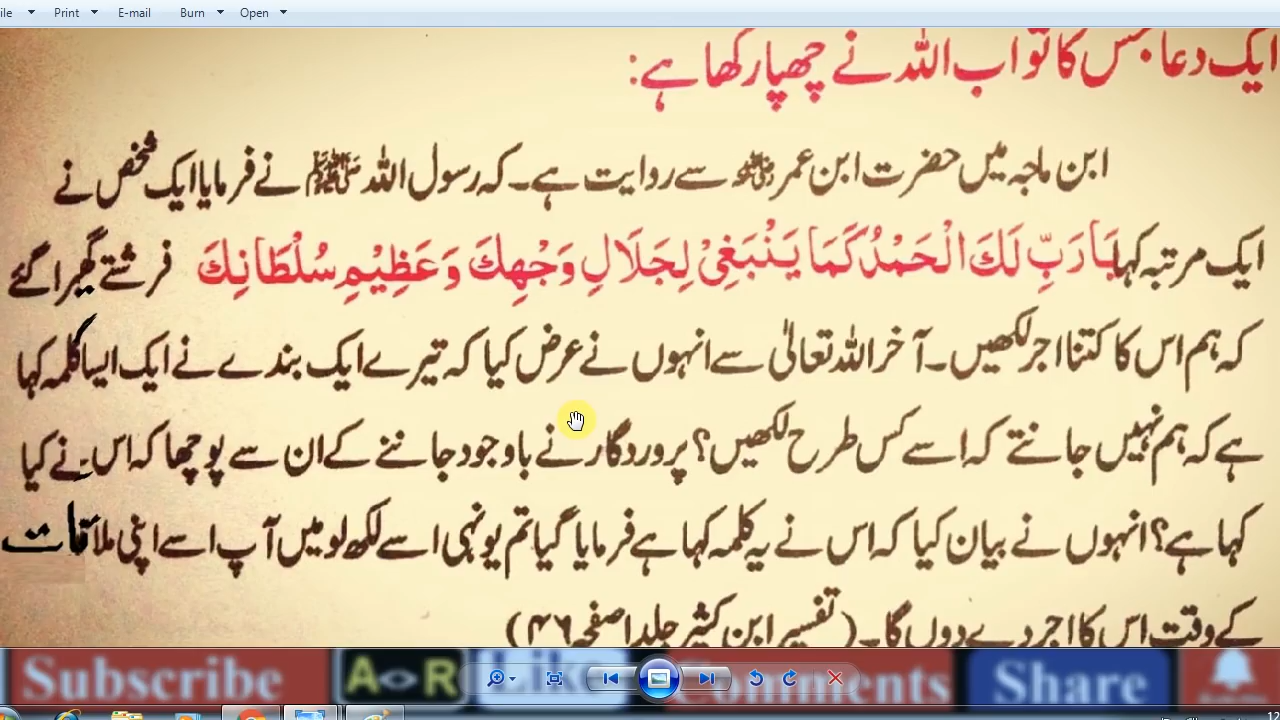 ile Print E-mail Burn Open
ایک دعا جس کا ثواب اللہ نے چھپا رکھا ہے:
ابن ماجہ میں حضرت ابن عمر رضی اللہ عنہ سے روایت ہے۔ کہ رسول اللہ ﷺ نے فرمایا ایک شخص نے
ایک مرتبہ کہا یَا رَبِّ لَكَ الْحَمْدُ كَمَا یَنْبَغِیْ لِجَلَالِ وَجْهِكَ وَعَظِیْمِ سُلْطَانِكَ فرشتے گھبرا گئے
کہ ہم اس کا کتنا اجر لکھیں۔ آخر اللہ تعالیٰ سے انہوں نے عرض کیا کہ تیرے ایک بندے نے ایک ایسا کلمہ کہا
ہے کہ ہم نہیں جانتے کہ اسے کس طرح لکھیں؟ پروردگار نے باوجود جاننے کے ان سے پوچھا کہ اس نے کیا
کہا ہے؟ انہوں نے بیان کیا کہ اس نے یہ کلمہ کہا ہے فرمایا گیا تم یونہی اسے لکھ لو میں آپ اسے اپنی ملاقات
کے وقت اس کا اجر دے دوں گا۔ (تفسیر ابن کثیر جلد ۱ صفحہ ۴۶)
Subscribe A<>R Like Comments Share
12